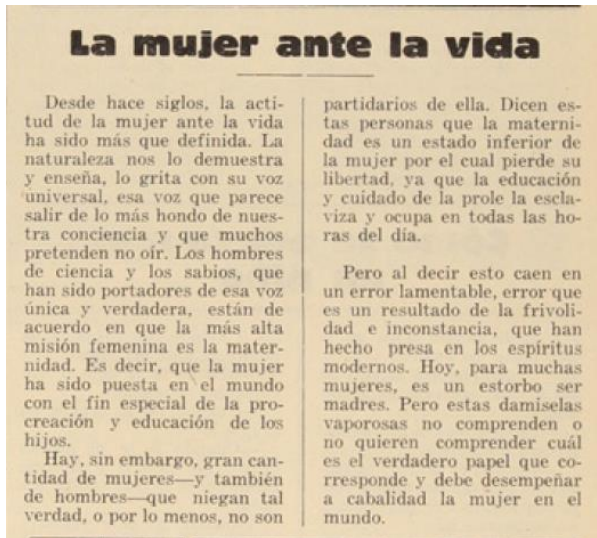 La mujer ante la vida
Desde hace siglos, la acti-
tud de la mujer ante la vida
ha sido más que definida. La
naturaleza nos lo demuestra
y enseña, lo grita con su voz
universal, esa voz que parece
salir de lo más hondo de nues-
tra conciencia y que muchos
pretenden no oír. Los hombres
de ciencia y los sabios, que
han sido portadores de esa voz
única y verdadera, están de
acuerdo en que la más alta
misión femenina es la mater-
nidad. Es decir, que la mujer
ha sido puesta en el mundo
con el fin especial de la pro-
creación y educación de los
hijos.
Hay, sin embargo, gran can-
tidad de mujeres—y también
de hombres—que niegan tal
verdad, o por lo menos, no son
partidarios de ella. Dicen es-
tas personas que la materni-
dad es un estado inferior de
la mujer por el cual pierde su
libertad, ya que la educación
y cuidado de la prole la escla-
viza y ocupa en todas las ho-
ras del día.
Pero al decir esto caen en
un error lamentable, error que
es un resultado de la frivoli-
dad e inconstancia, que han
hecho presa en los espíritus
modernos. Hoy, para muchas
mujeres, es un estorbo ser
madres. Pero estas damiselas
vaporosas no comprenden o
no quieren comprender cuál
es el verdadero papel que co-
rresponde y debe desempeñar
a cabalidad la mujer en el
mundo.